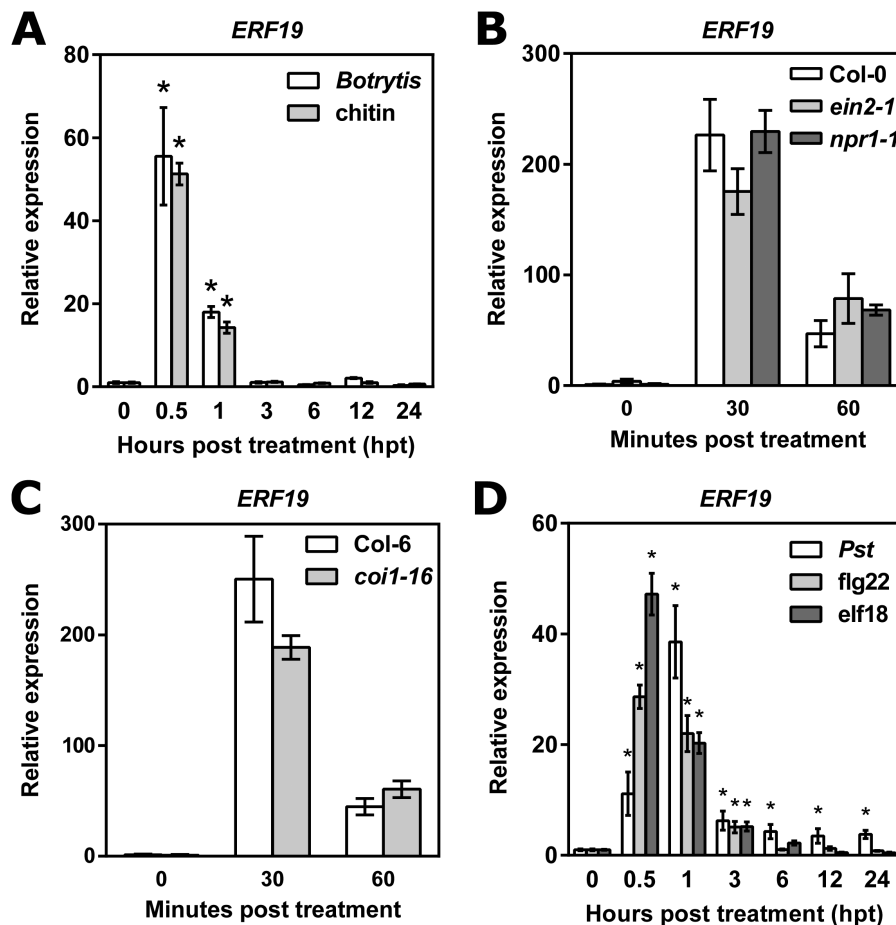 A
ERF19
Relative expression
80
60
40
20
0
* * * *
Botrytis
chitin
0 0.5 1 3 6 12 24
Hours post treatment (hpt)
B
ERF19
Relative expression
300
200
100
0
Col-0
ein2-1
npr1-1
0 30 60
Minutes post treatment
C
ERF19
Relative expression
300
200
100
0
Col-6
coi1-16
0 30 60
Minutes post treatment
D
ERF19
Relative expression
60
40
20
0
* * * * * * * * * * * *
Pst
flg22
elf18
0 0.5 1 3 6 12 24
Hours post treatment (hpt)